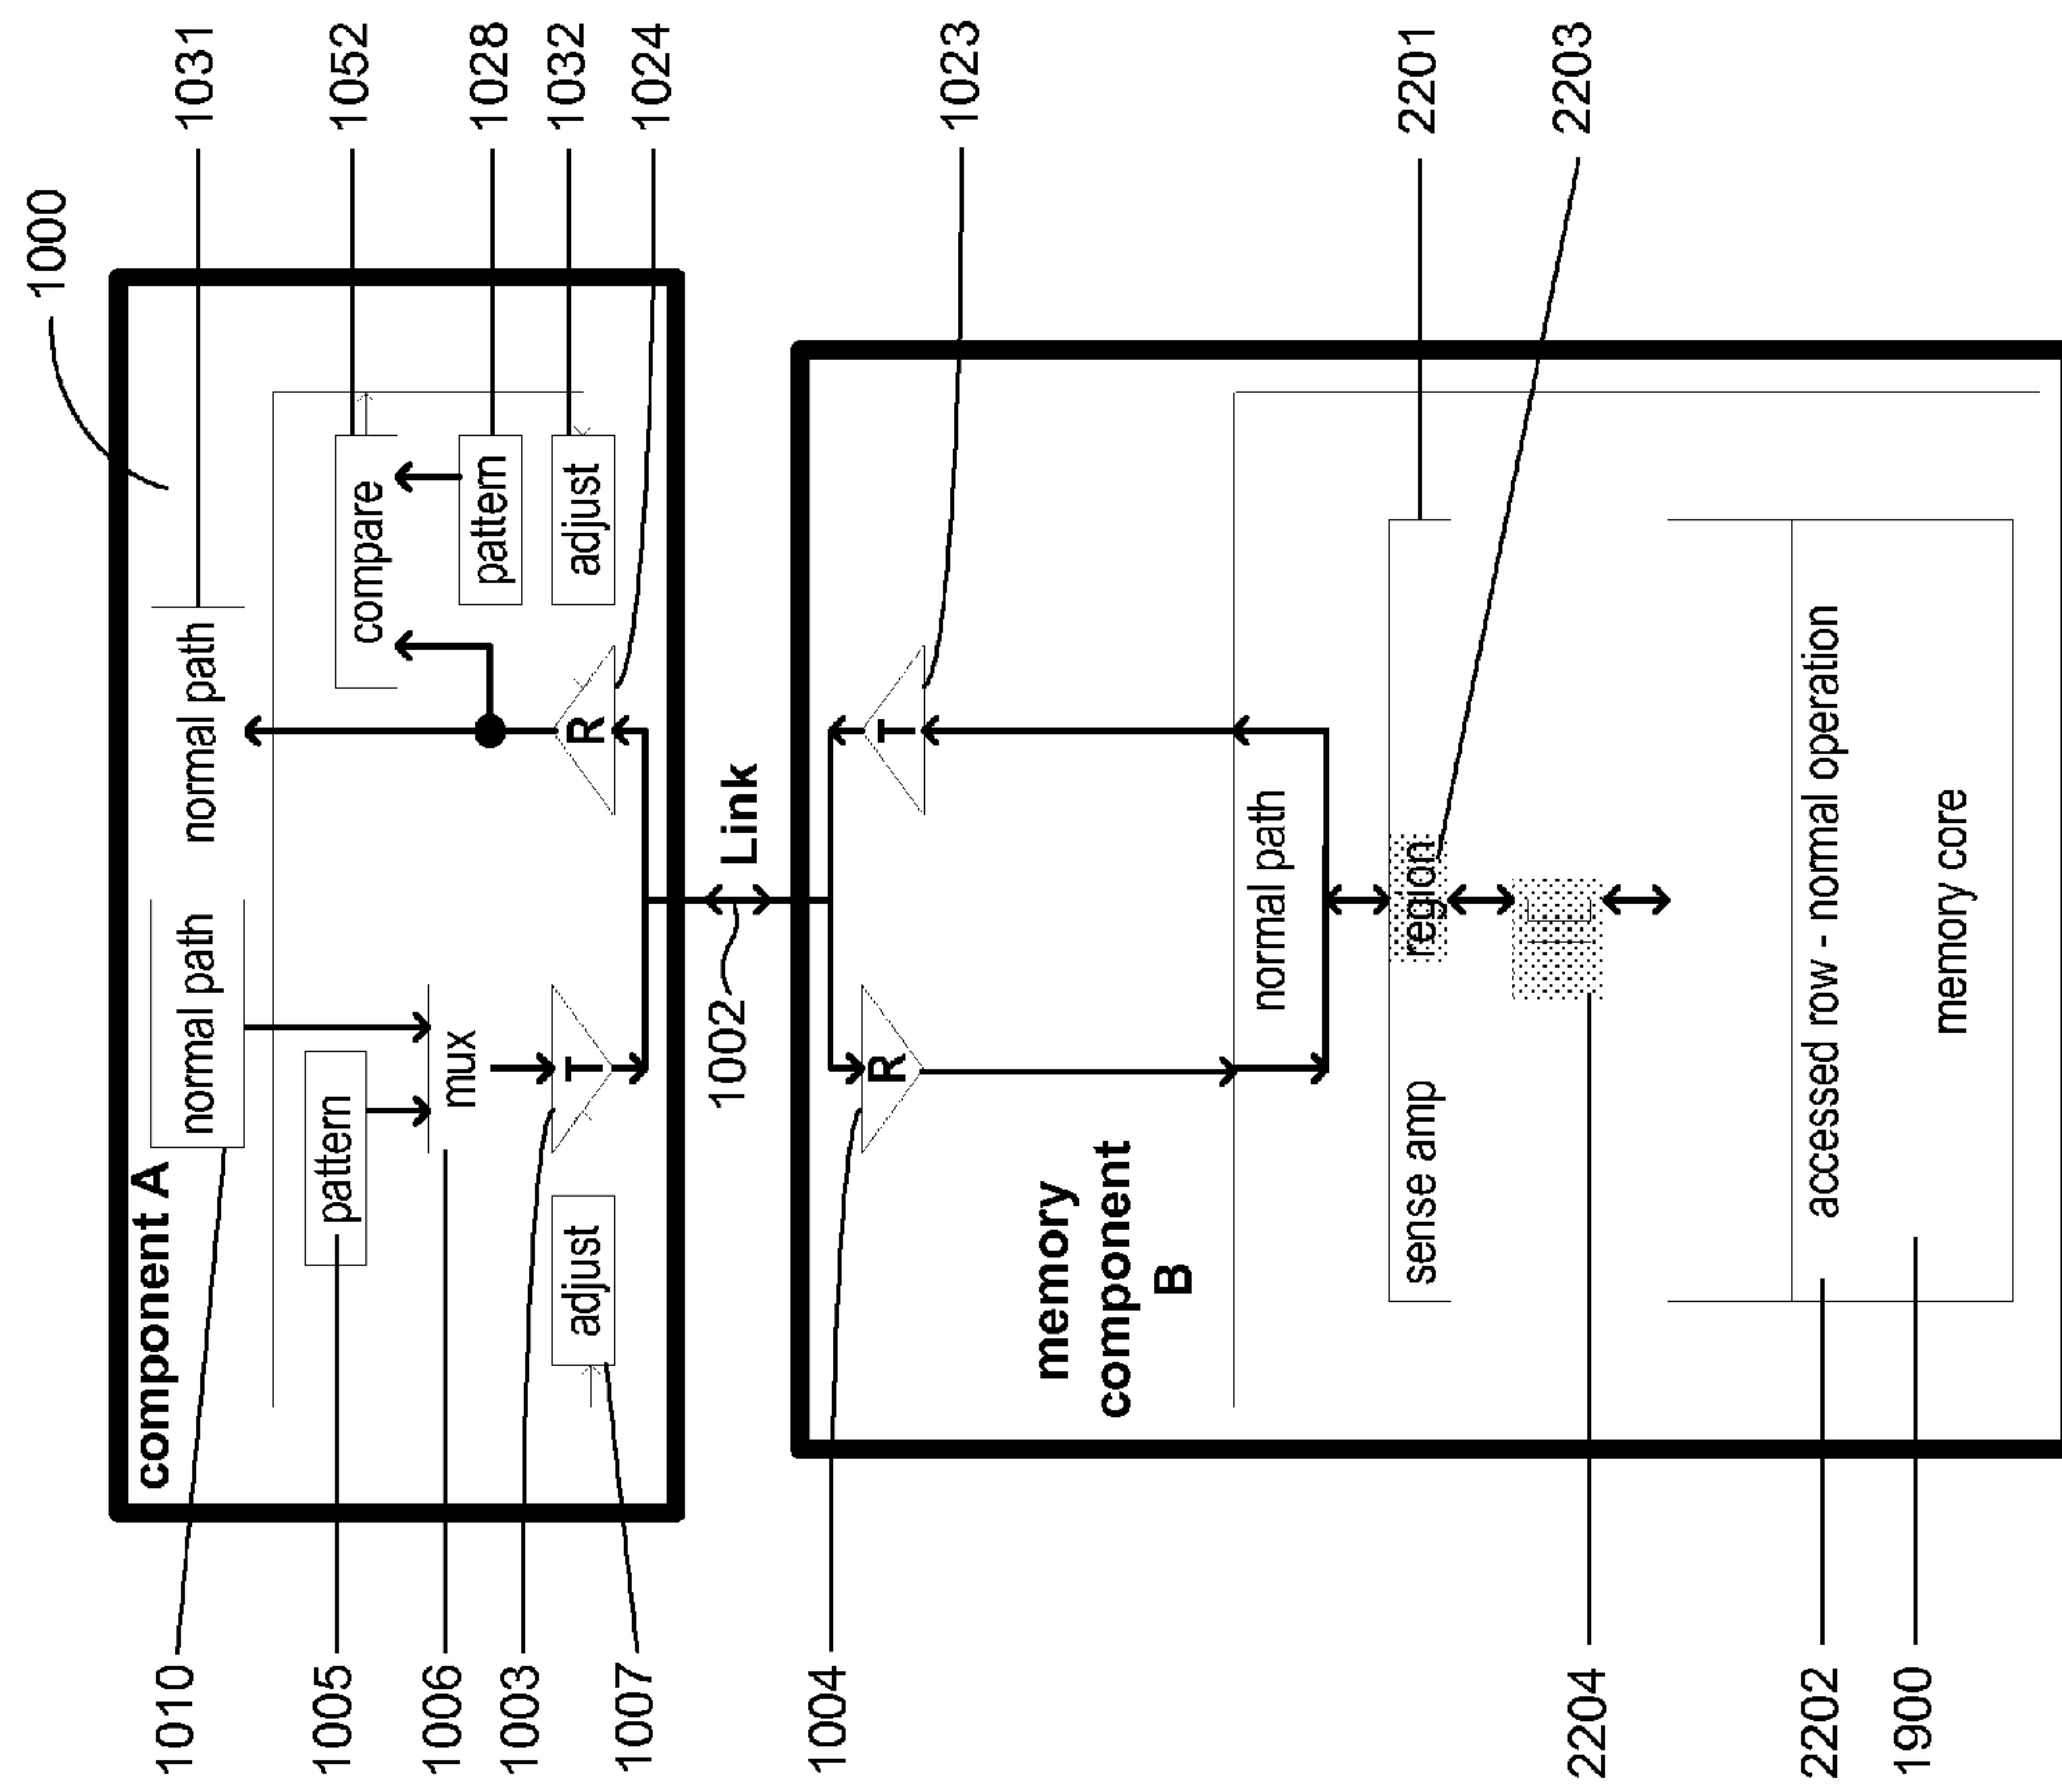 1000
1031
1052
1028
1032
1024
1023
2201
2203
component A
normal path
normal path
pattern
mux
T
adjust
compare
pattern
adjust
R
Link
1002
R
T
memory
component
B
normal path
sense amp
region
accessed row - normal operation
memory core
1010
1005
1006
1003
1007
1004
2204
2202
1900